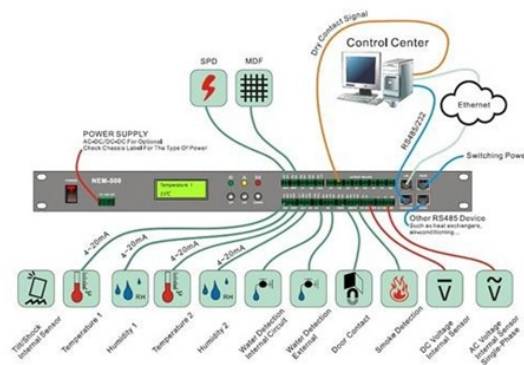 SPD
MDF
Dry Contact Signal
Control Center
Ethernet
RS485/232
POWER SUPPLY
AC-DC/DC-DC For Optional
Check Chassis Label For The Type Of Power
Switching Power
NEM-800
Temperature 1
Other RS485 Device
Such as heat exchangers,
airconditioning...
4~20mA
4~20mA
4~20mA
4~20mA
RH
RH
Tilt/Shock
Internal Sensor
Temperature 1
Humidity 1
Temperature 2
Humidity 2
Water Detection
Internal Circuit
Water Detection
External
Door Contact
Smoke Detection
DC Voltage
Internal Sensor
AC Voltage
Internal Sensor
Single-Phase